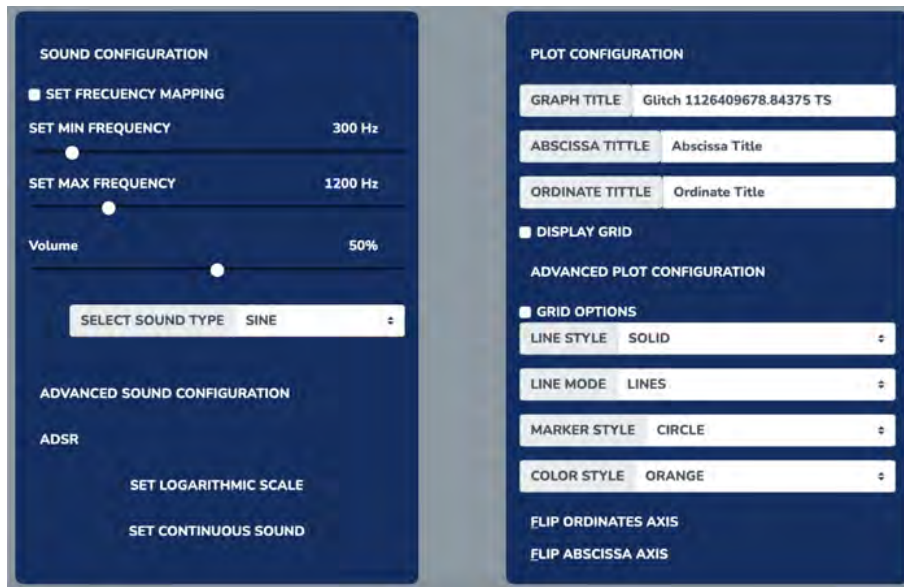 SOUND CONFIGURATION
SET FRECUENCY MAPPING
SET MIN FREQUENCY 300 Hz
SET MAX FREQUENCY 1200 Hz
Volume 50%
SELECT SOUND TYPE SINE
ADVANCED SOUND CONFIGURATION
ADSR
SET LOGARITHMIC SCALE
SET CONTINUOUS SOUND
PLOT CONFIGURATION
GRAPH TITLE Glitch 1126409678.84375 TS
ABSCISSA TITTLE Abscissa Title
ORDINATE TITTLE Ordinate Title
DISPLAY GRID
ADVANCED PLOT CONFIGURATION
GRID OPTIONS
LINE STYLE SOLID
LINE MODE LINES
MARKER STYLE CIRCLE
COLOR STYLE ORANGE
FLIP ORDINATES AXIS
FLIP ABSCISSA AXIS